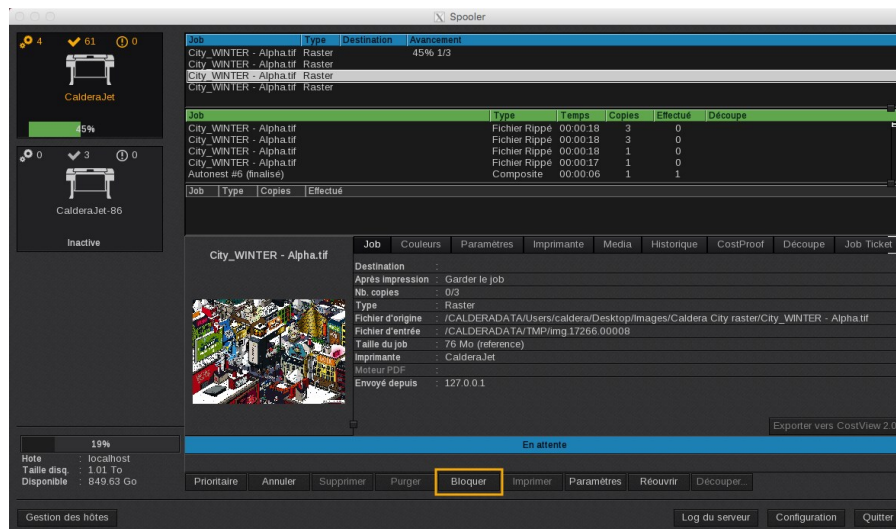 Spooler
4 61 0
CalderaJet
45%
0 3 0
CalderaJet-86
Inactive
Job Type Destination Avancement
City_WINTER - Alpha.tif Raster 45% 1/3
City_WINTER - Alpha.tif Raster
City_WINTER - Alpha.tif Raster
City_WINTER - Alpha.tif Raster
Job Type Temps Copies Effectué Découpe
City_WINTER - Alpha.tif Fichier Rippé 00:00:18 3 0
City_WINTER - Alpha.tif Fichier Rippé 00:00:18 3 0
City_WINTER - Alpha.tif Fichier Rippé 00:00:18 1 0
City_WINTER - Alpha.tif Fichier Rippé 00:00:17 1 0
Autonest #6 (finalisé) Composite 00:00:06 1 1
Job Type Copies Effectué
City_WINTER - Alpha.tif
Job Couleurs Paramètres Imprimante Media Historique CostProof Découpe Job Ticket
Destination :
Après impression : Garder le job
Nb. copies : 0/3
Type : Raster
Fichier d'origine : /CALDERADATA/Users/caldera/Desktop/Images/Caldera City raster/City_WINTER - Alpha.tif
Fichier d'entrée : /CALDERADATA/TMP/img.17266.00008
Taille du job : 76 Mo (reference)
Imprimante : CalderaJet
Moteur PDF :
Envoyé depuis : 127.0.0.1
Exporter vers CostView 2.0
En attente
19%
Hote : localhost
Taille disq. : 1.01 To
Disponible : 849.63 Go
Prioritaire Annuler Supprimer Purger Bloquer Imprimer Paramètres Réouvrir Découper...
Gestion des hôtes Log du serveur Configuration Quitter